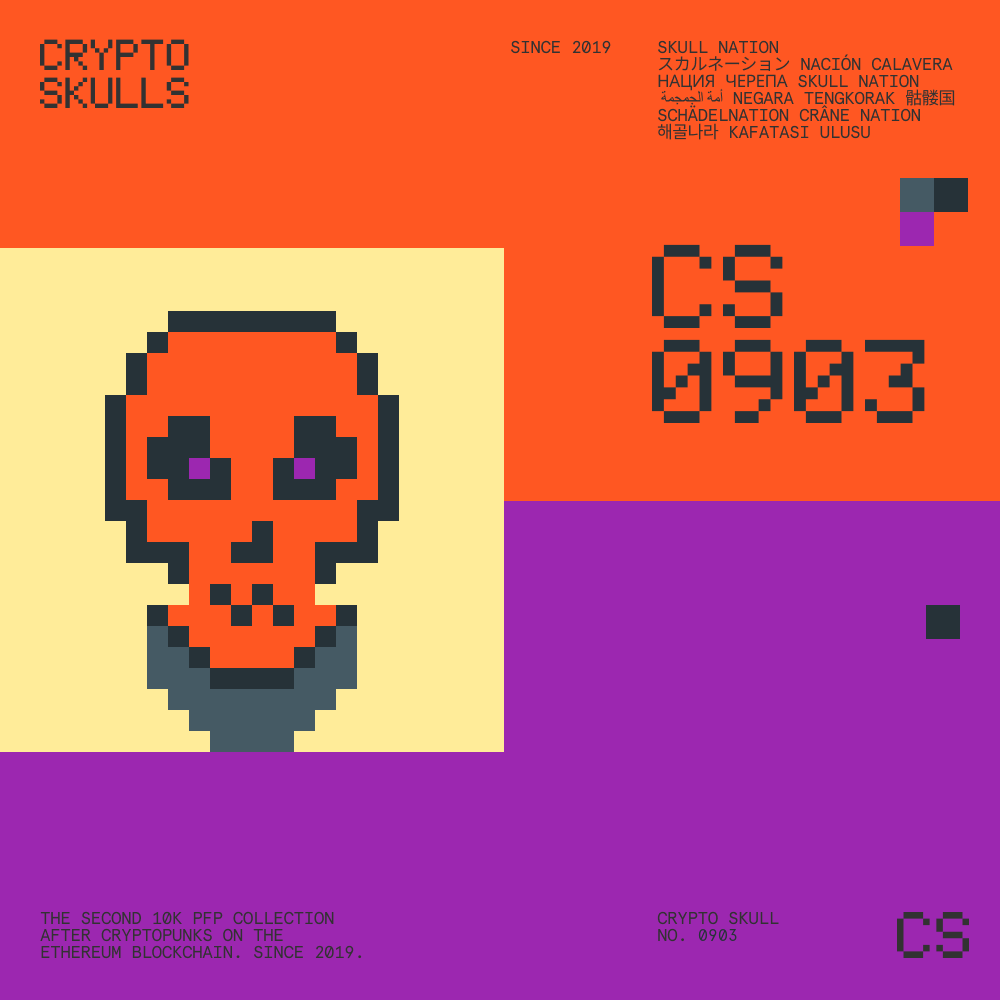 CRYPTO
SKULLS
SINCE 2019
SKULL NATION
スカルネーション NACIÓN CALAVERA
НАЦИЯ ЧЕРЕПА SKULL NATION
أمة الجمجمة NEGARA TENGKORAK 骷髅国
SCHÄDELNATION CRÂNE NATION
해골나라 KAFATASI ULUSU
CS
0903
THE SECOND 10K PFP COLLECTION
AFTER CRYPTOPUNKS ON THE
ETHEREUM BLOCKCHAIN. SINCE 2019.
CRYPTO SKULL
NO. 0903
CS